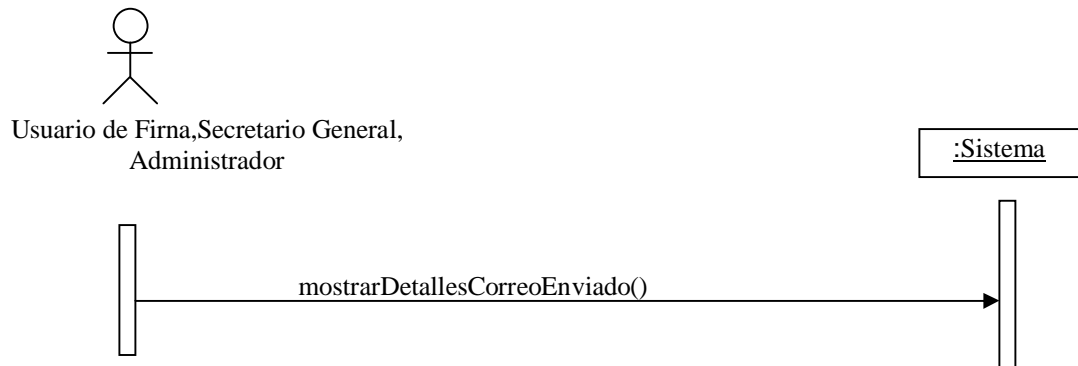 Usuario de Firna,Secretario General,
Administrador
:Sistema
mostrarDetallesCorreoEnviado()